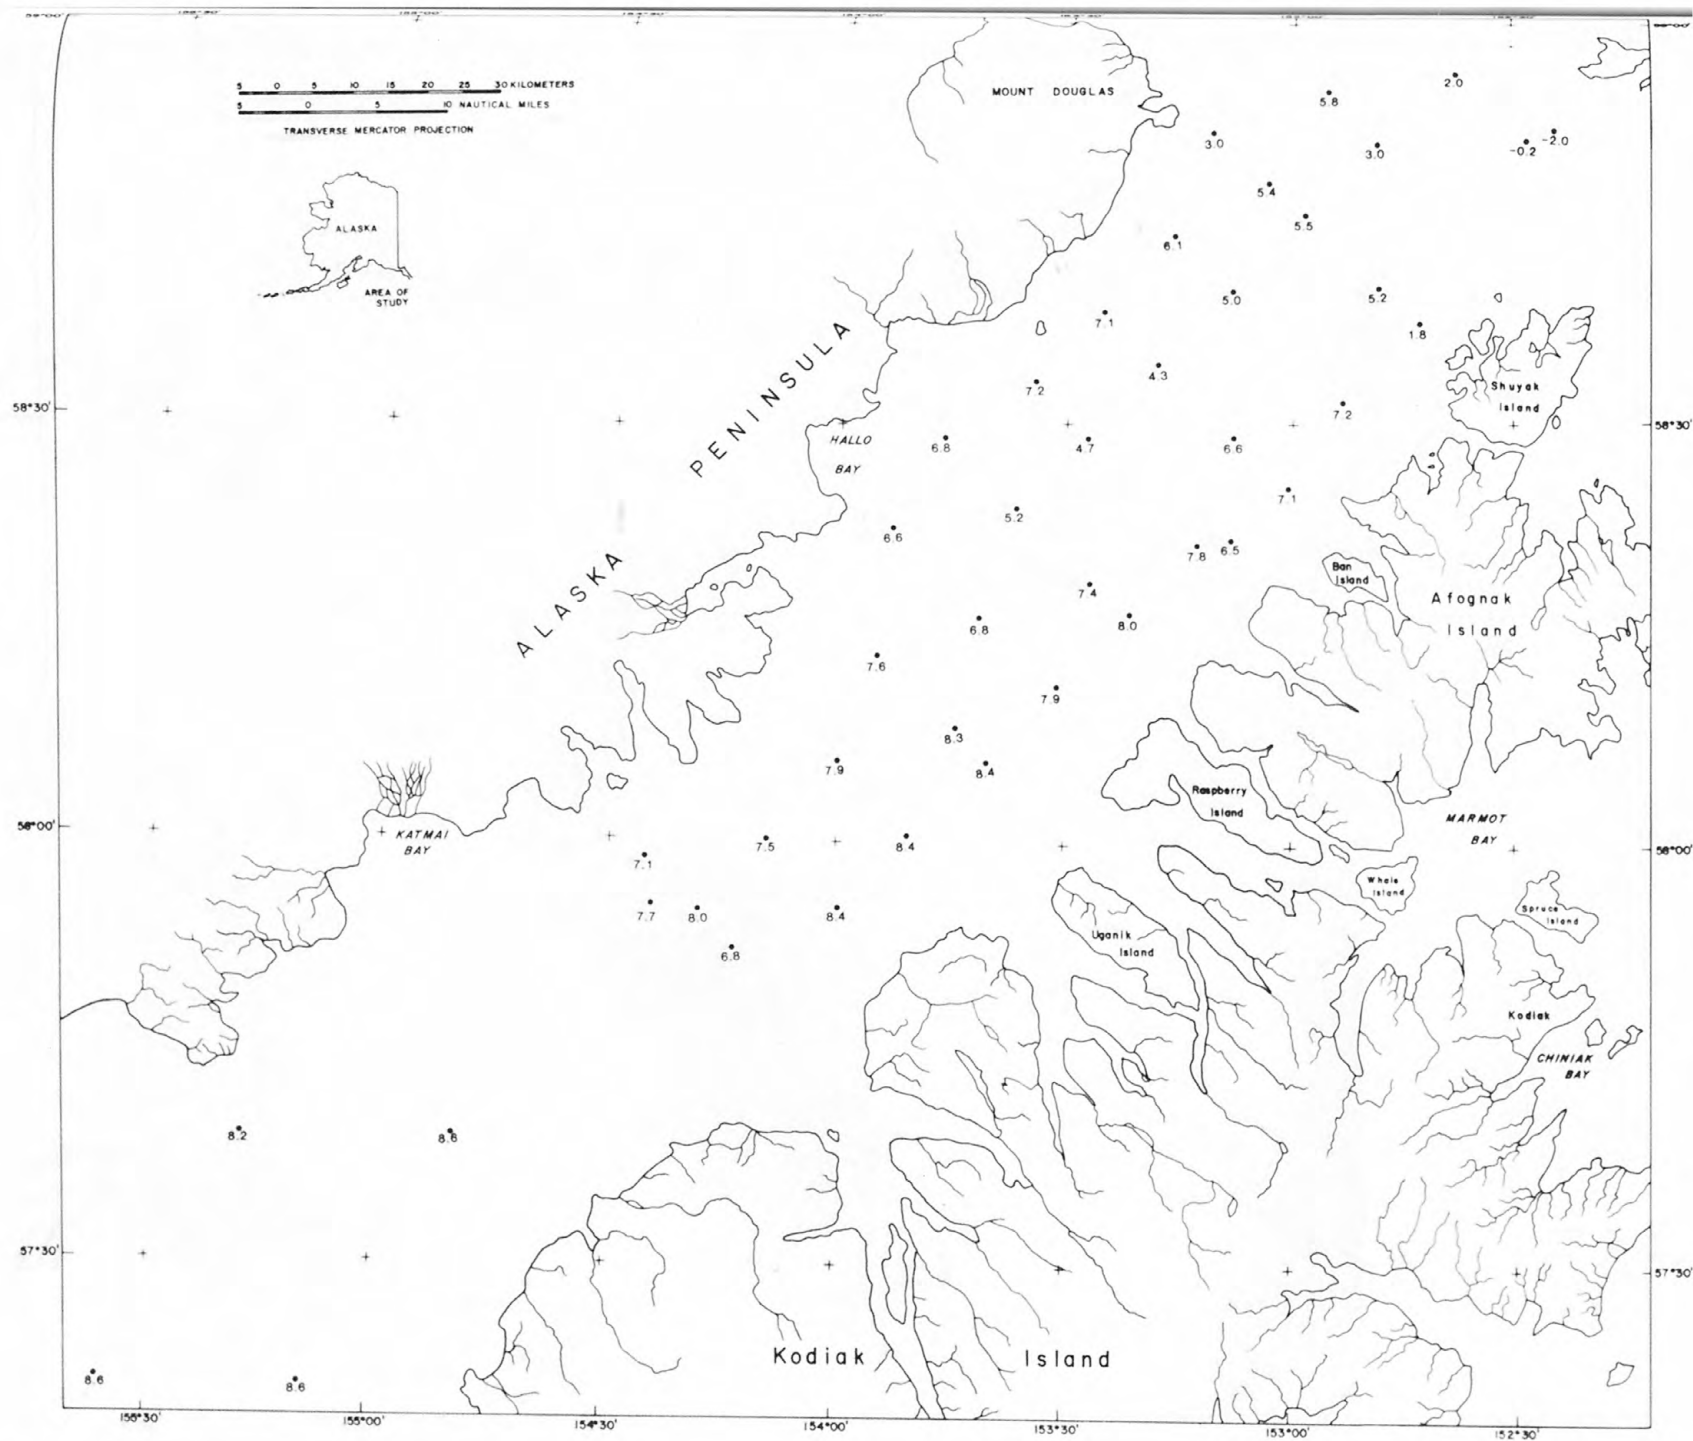 5 0 5 10 15 20 25 30 KILOMETERS
5 0 5 10 NAUTICAL MILES
TRANSVERSE MERCATOR PROJECTION
ALASKA
AREA OF
STUDY
MOUNT DOUGLAS
2.0
5.8
3.0
3.0
-0.2
-2.0
5.4
5.5
6.1
5.0
5.2
7.1
1.8
ALASKA PENINSULA
4.3
7.2
Shuyak
Island
58°30'
7.2
58°30'
HALLO
BAY
6.8
4.7
6.6
7.1
5.2
6.6
7.8
6.5
Ban
Island
7.4
Afognak
Island
6.8
8.0
7.6
7.9
8.3
7.9
8.4
Raspberry
Island
MARMOT
BAY
58°00'
KATMAI
BAY
7.5
8.4
58°00'
7.1
Whale
Island
7.7
8.0
8.4
Spruce
Island
Uganik
Island
6.8
Kodiak
CHINIAK
BAY
8.2
8.6
57°30'
57°30'
Kodiak Island
8.6
8.6
155°30'
155°00'
154°30'
154°00'
153°30'
153°00'
152°30'